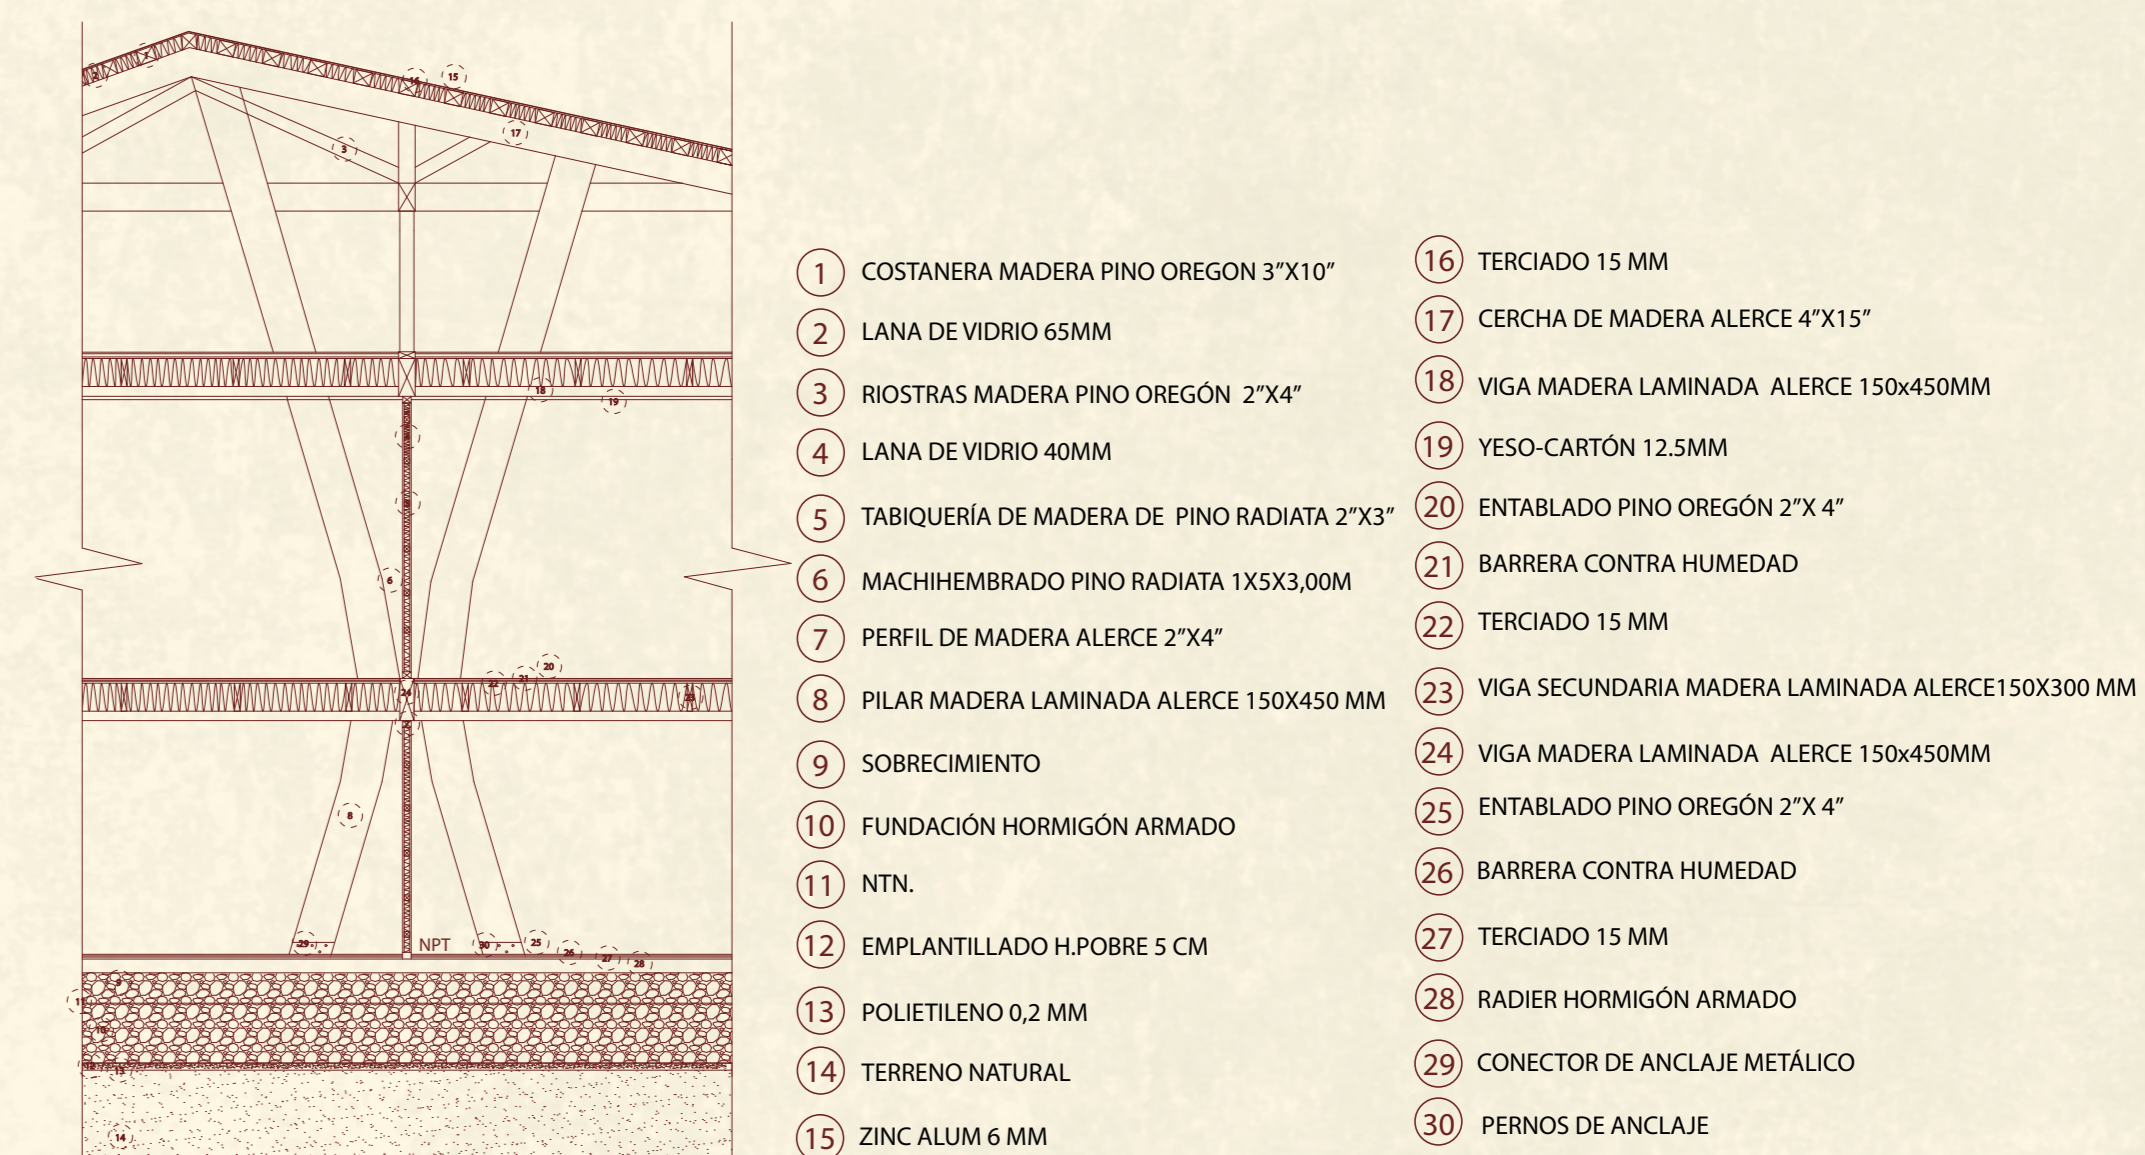 1
2
16
15
17
3
18
19
6
20
21
22
24
23
8
29
NPT
30
25
26
27
28
9
11
10
12
13
14
1 COSTANERA MADERA PINO OREGON 3"X10"
2 LANA DE VIDRIO 65MM
3 RIOSTRAS MADERA PINO OREGÓN 2"X4"
4 LANA DE VIDRIO 40MM
5 TABIQUERÍA DE MADERA DE PINO RADIATA 2"X3"
6 MACHIHEMBRADO PINO RADIATA 1X5X3,00M
7 PERFIL DE MADERA ALERCE 2"X4"
8 PILAR MADERA LAMINADA ALERCE 150X450 MM
9 SOBRECIMIENTO
10 FUNDACIÓN HORMIGÓN ARMADO
11 NTN.
12 EMPLANTILLADO H.POBRE 5 CM
13 POLIETILENO 0,2 MM
14 TERRENO NATURAL
15 ZINC ALUM 6 MM
16 TERCIADO 15 MM
17 CERCHA DE MADERA ALERCE 4"X15"
18 VIGA MADERA LAMINADA ALERCE 150x450MM
19 YESO-CARTÓN 12.5MM
20 ENTABLADO PINO OREGÓN 2"X 4"
21 BARRERA CONTRA HUMEDAD
22 TERCIADO 15 MM
23 VIGA SECUNDARIA MADERA LAMINADA ALERCE150X300 MM
24 VIGA MADERA LAMINADA ALERCE 150x450MM
25 ENTABLADO PINO OREGÓN 2"X 4"
26 BARRERA CONTRA HUMEDAD
27 TERCIADO 15 MM
28 RADIER HORMIGÓN ARMADO
29 CONECTOR DE ANCLAJE METÁLICO
30 PERNOS DE ANCLAJE